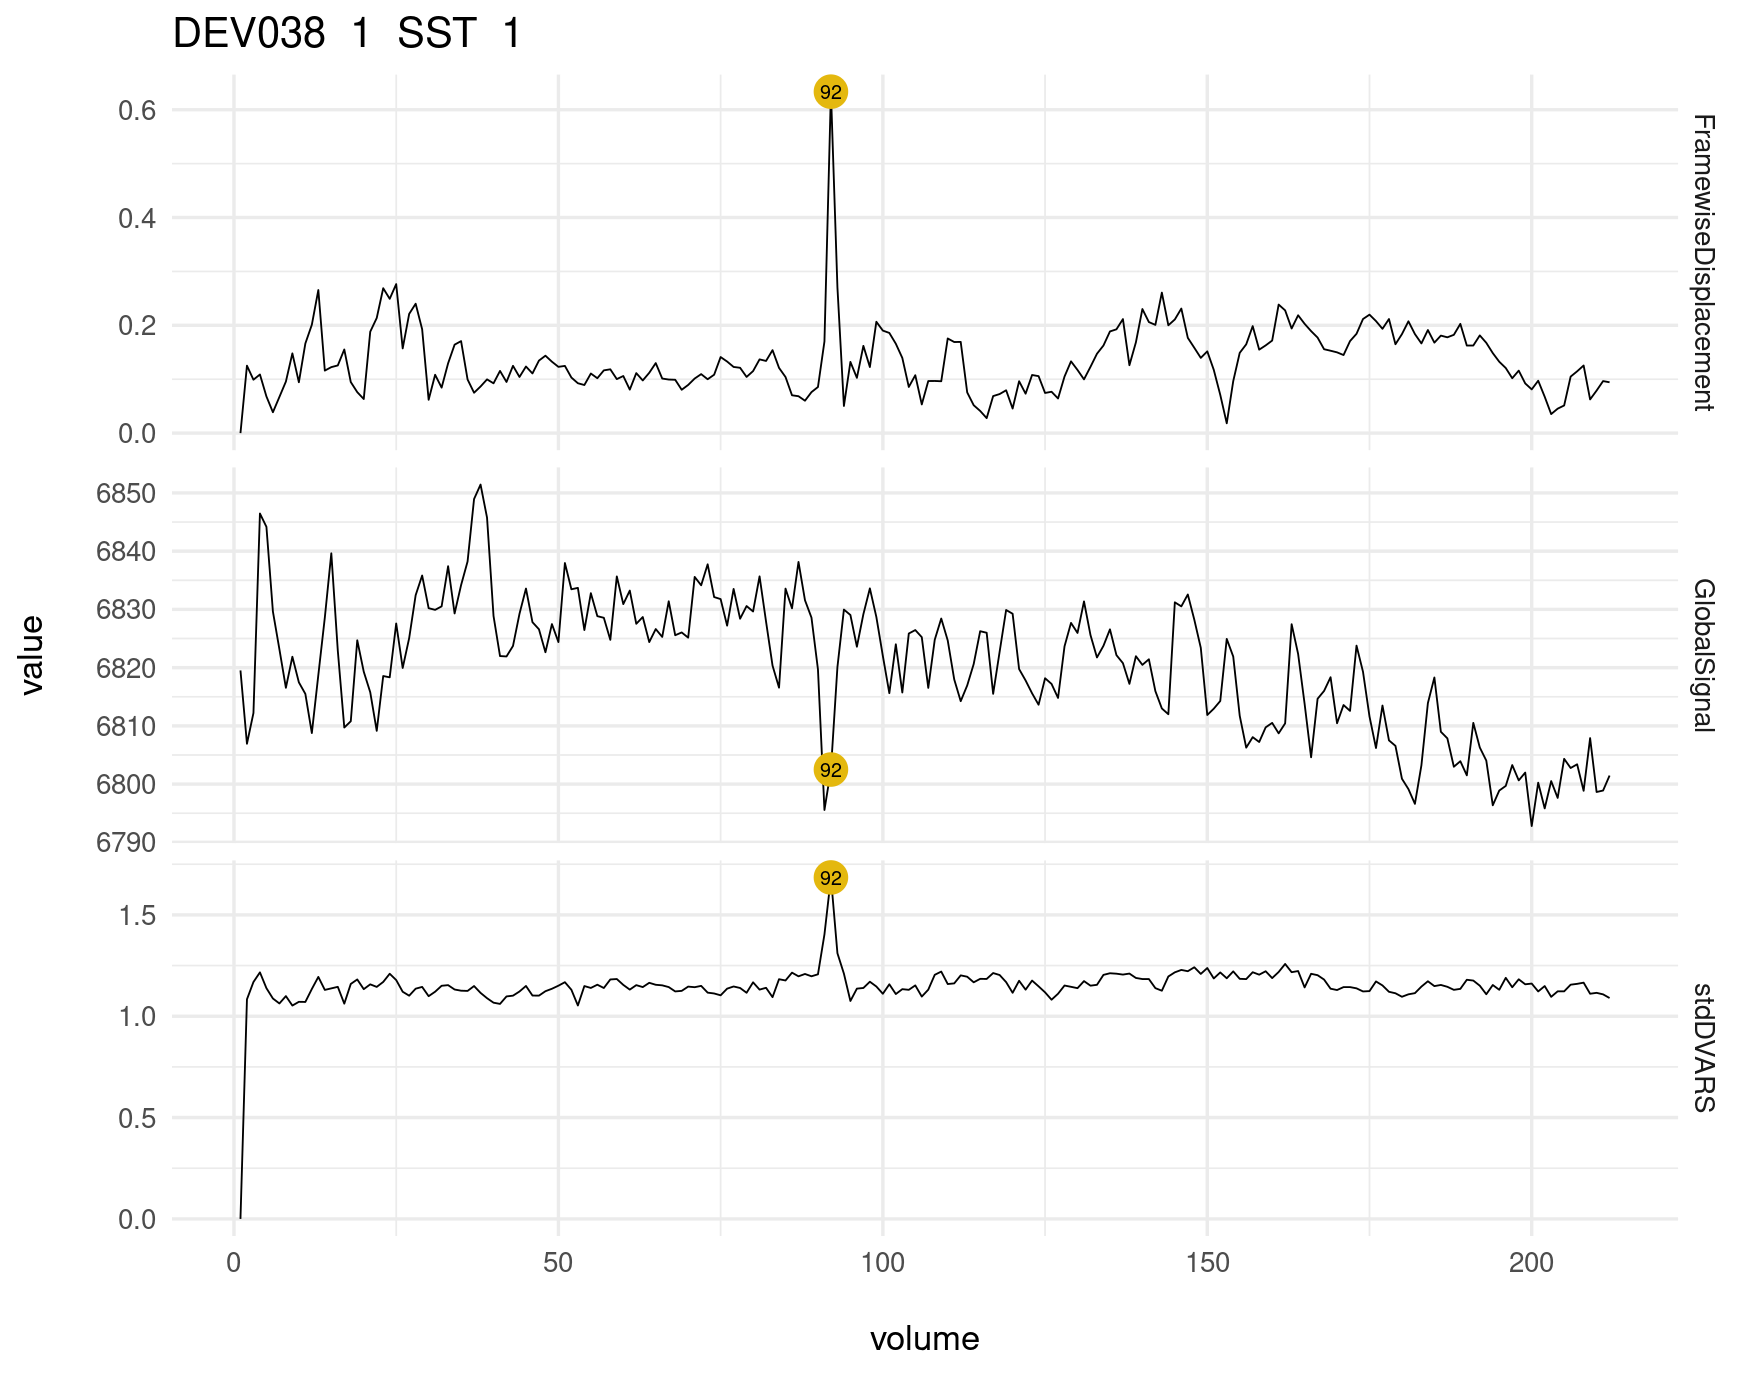 DEV038 1 SST 1
92
0.6
0.4
0.2
0.0
FramewiseDisplacement
6850
6840
6830
6820
6810
6800
6790
92
GlobalSignal
value
92
1.5
1.0
0.5
0.0
stdDVARS
0 50 100 150 200
volume